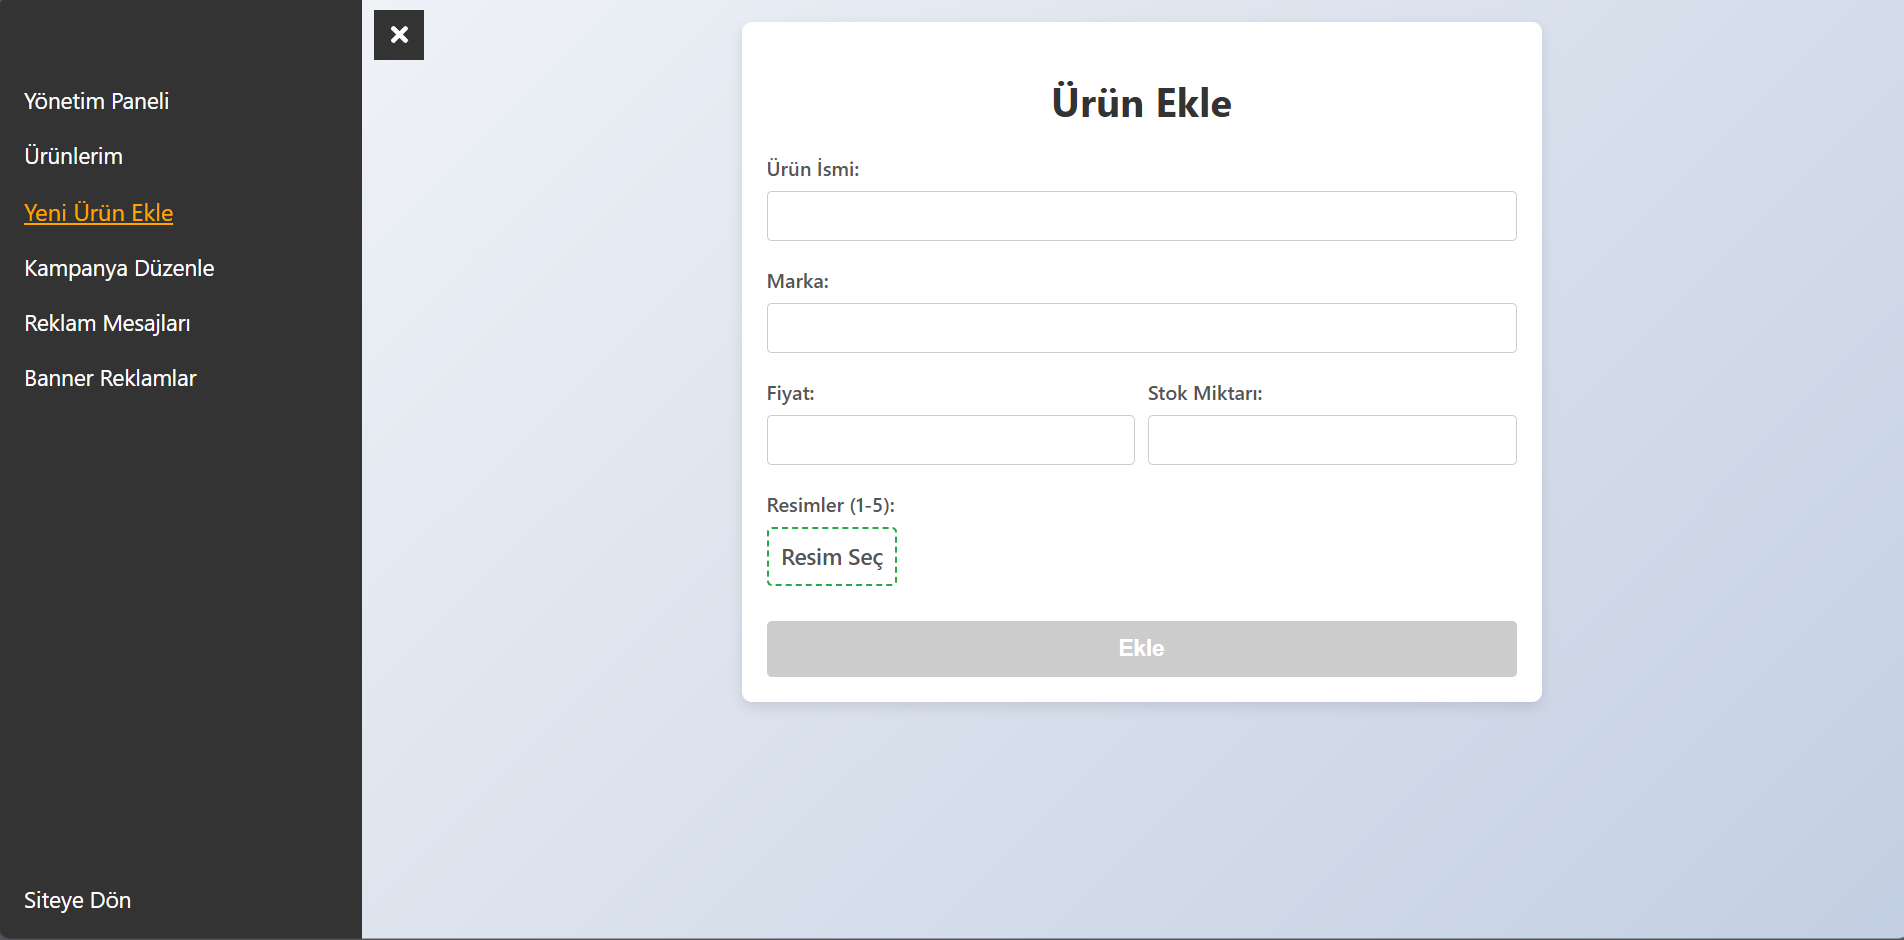 Yönetim Paneli
Ürünlerim
Yeni Ürün Ekle
Kampanya Düzenle
Reklam Mesajları
Banner Reklamlar
Siteye Dön
Ürün Ekle
Ürün İsmi:
Marka:
Fiyat:
Stok Miktarı:
Resimler (1-5):
Resim Seç
Ekle